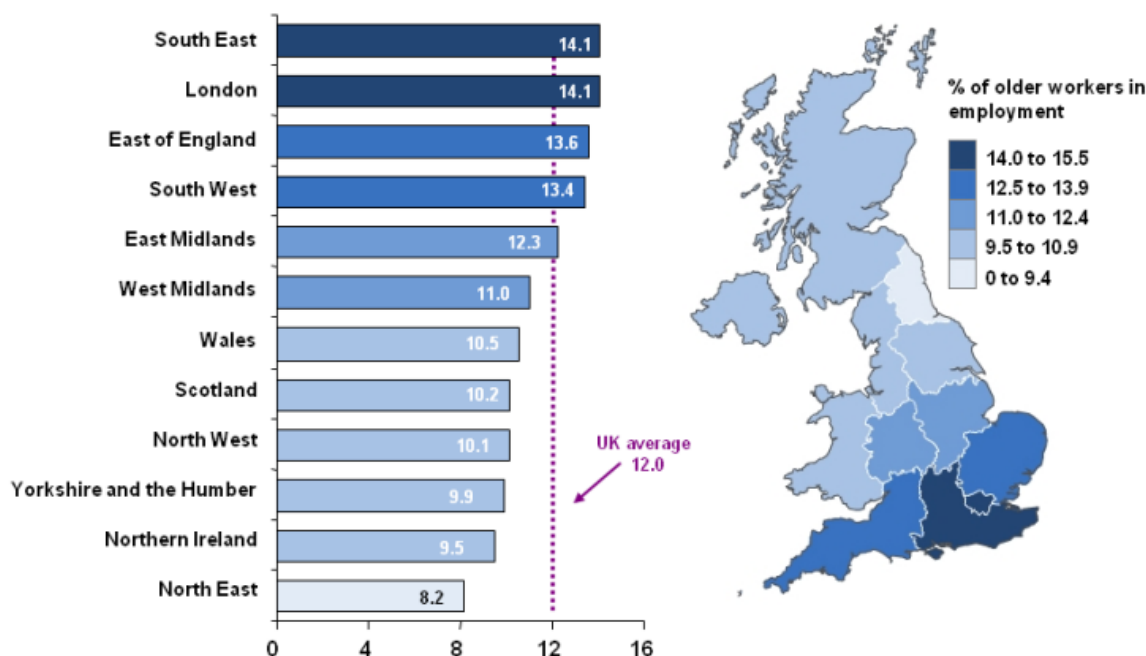 South East
14.1
London
14.1
East of England
13.6
South West
13.4
East Midlands
12.3
West Midlands
11.0
Wales
10.5
Scotland
10.2
North West
10.1
Yorkshire and the Humber
9.9
Northern Ireland
9.5
North East
8.2
0 4 8 12 16
UK average
12.0
% of older workers in
employment
14.0 to 15.5
12.5 to 13.9
11.0 to 12.4
9.5 to 10.9
0 to 9.4